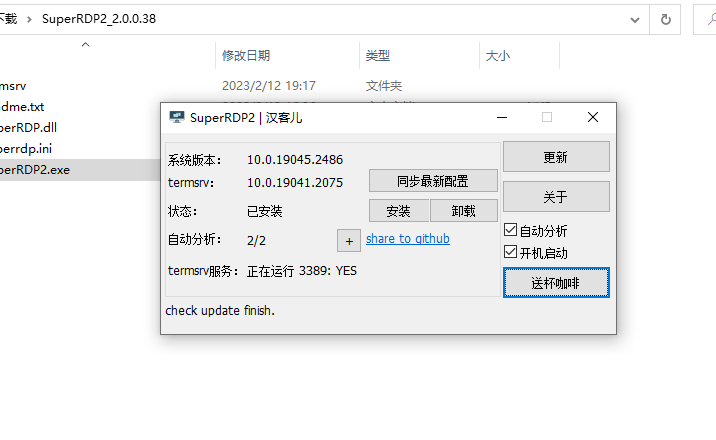 下载 › SuperRDP2_2.0.0.38
修改日期 类型 大小
msrv 2023/2/12 19:17 文件夹
dme.txt
perRDP.dll
perrdp.ini
perRDP2.exe
SuperRDP2 | 汉客儿
系统版本： 10.0.19045.2486
更新
termsrv： 10.0.19041.2075
同步最新配置
关于
状态： 已安装
安装 卸载
自动分析： 2/2 + share to github
自动分析
开机启动
termsrv服务：正在运行 3389: YES
送杯咖啡
check update finish.